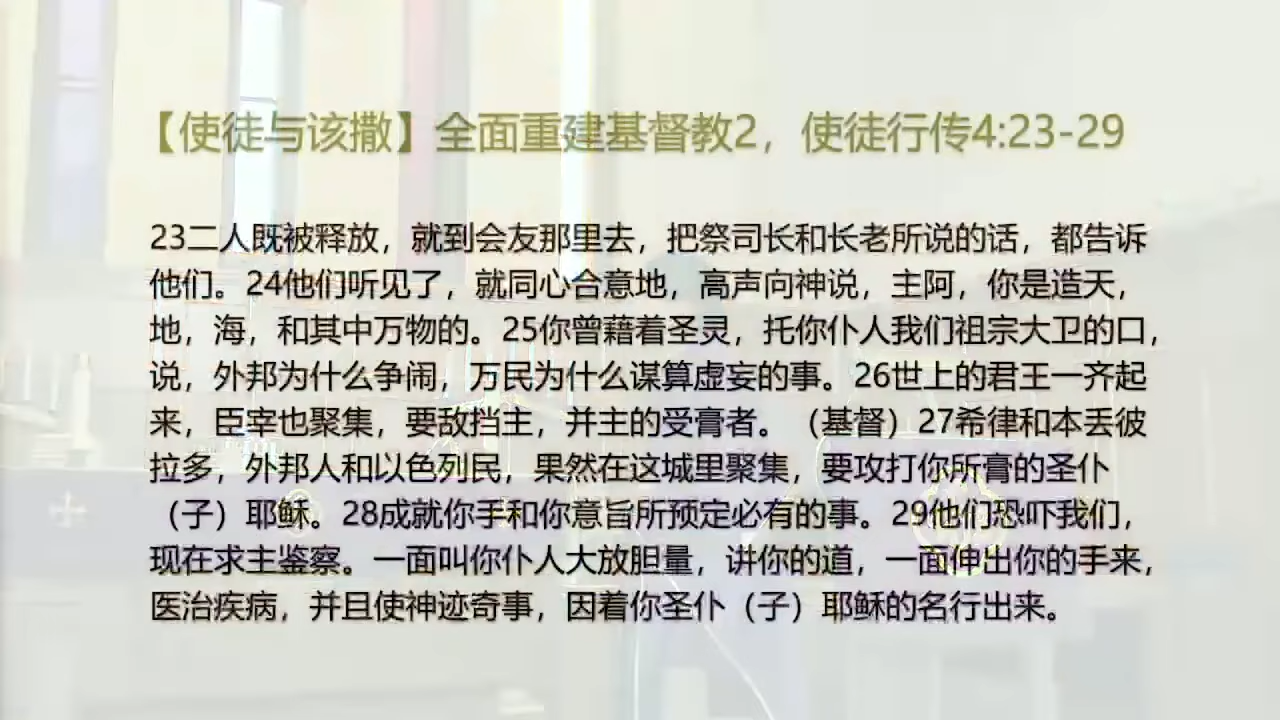 【使徒与该撒】全面重建基督教2，使徒行传4:23-29
23二人既被释放，就到会友那里去，把祭司长和长老所说的话，都告诉
他们。24他们听见了，就同心合意地，高声向神说，主阿，你是造天，
地，海，和其中万物的。25你曾藉着圣灵，托你仆人我们祖宗大卫的口，
说，外邦为什么争闹，万民为什么谋算虚妄的事。26世上的君王一齐起
来，臣宰也聚集，要敌挡主，并主的受膏者。（基督）27希律和本丢彼
拉多，外邦人和以色列民，果然在这城里聚集，要攻打你所膏的圣仆
（子）耶稣。28成就你手和你意旨所预定必有的事。29他们恐吓我们，
现在求主鉴察。一面叫你仆人大放胆量，讲你的道，一面伸出你的手来，
医治疾病，并且使神迹奇事，因着你圣仆（子）耶稣的名行出来。